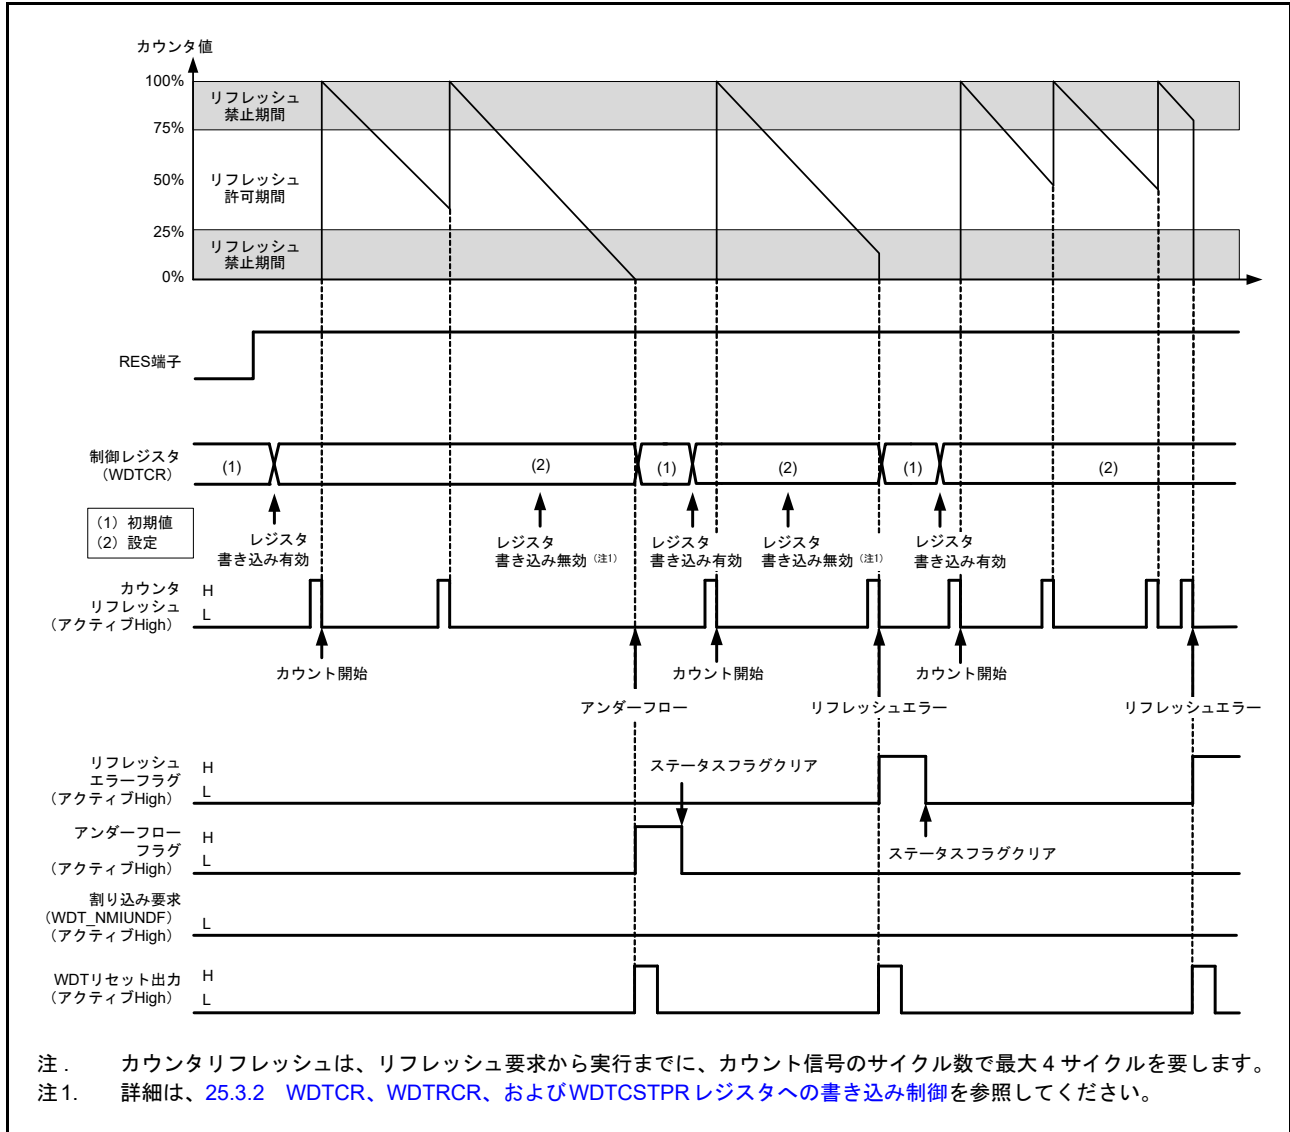 カウンタ値
100%
リフレッシュ
禁止期間
75%
50%
リフレッシュ
許可期間
25%
リフレッシュ
禁止期間
0%
RES端子
制御レジスタ
(WDTCR)
(1)
(2)
(1)
(2)
(1)
(2)
(1) 初期値
(2) 設定
レジスタ
書き込み有効
レジスタ
書き込み無効 (注1)
レジスタ
書き込み有効
レジスタ
書き込み無効 (注1)
レジスタ
書き込み有効
カウンタ
リフレッシュ
(アクティブHigh)
H
L
カウント開始
カウント開始
カウント開始
アンダーフロー
リフレッシュエラー
リフレッシュエラー
リフレッシュ
エラーフラグ
(アクティブHigh)
H
L
ステータスフラグクリア
アンダーフロー
フラグ
(アクティブHigh)
H
L
ステータスフラグクリア
割り込み要求
(WDT_NMIUNDF)
(アクティブHigh)
L
WDTリセット出力
(アクティブHigh)
H
L
注. カウンタリフレッシュは、リフレッシュ要求から実行までに、カウント信号のサイクル数で最大 4 サイクルを要します。
注1. 詳細は、25.3.2 WDTCR、WDTRCR、およびWDTCSTPR レジスタへの書き込み制御を参照してください。